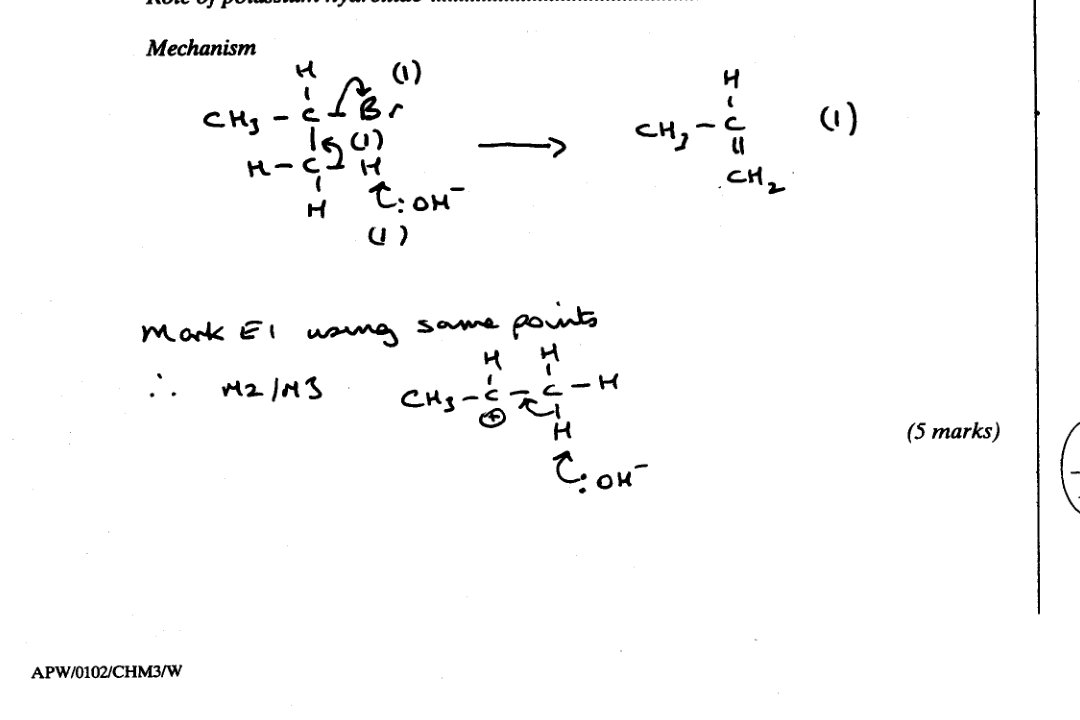 Role of potassium hydroxide
Mechanism
H (1)
CH3 - C - Br
(1)
H - C - H
H :OH⁻
(1)
H
CH3 - C (1)
CH2
Mark E1 using same points
∴ M2/M3
H H
CH3 - C - C - H
⊕
H
:OH⁻
(5 marks)
APW/0102/CHM3/W